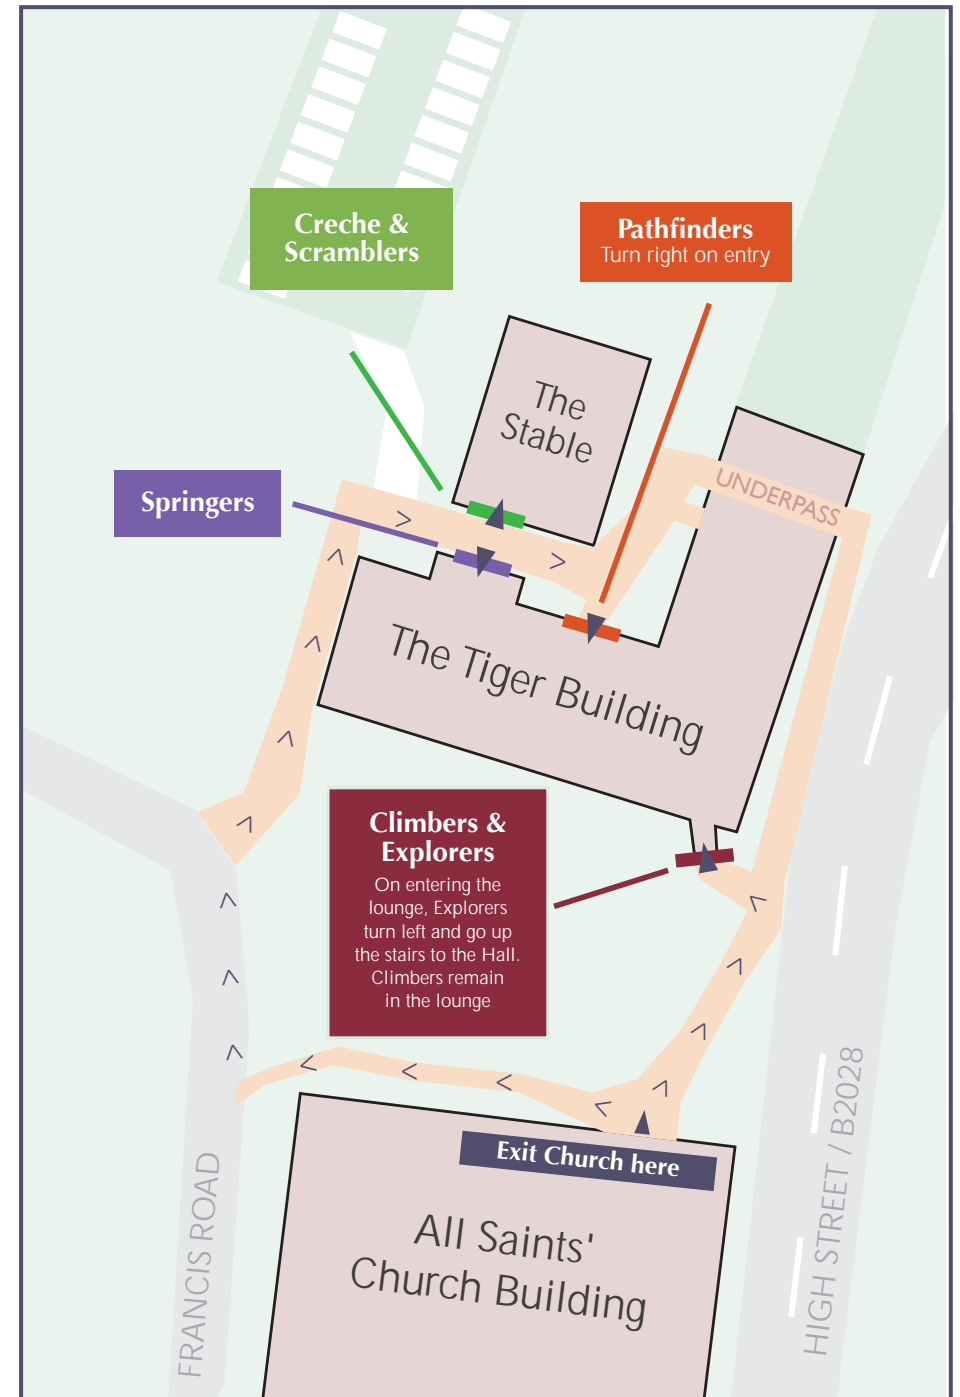 Creche &
Scramblers
Pathfinders
Turn right on entry
The
Stable
UNDERPASS
Springers
The Tiger Building
Climbers &
Explorers
On entering the
lounge, Explorers
turn left and go up
the stairs to the Hall.
Climbers remain
in the lounge
Exit Church here
All Saints'
Church Building
FRANCIS ROAD
HIGH STREET / B2028